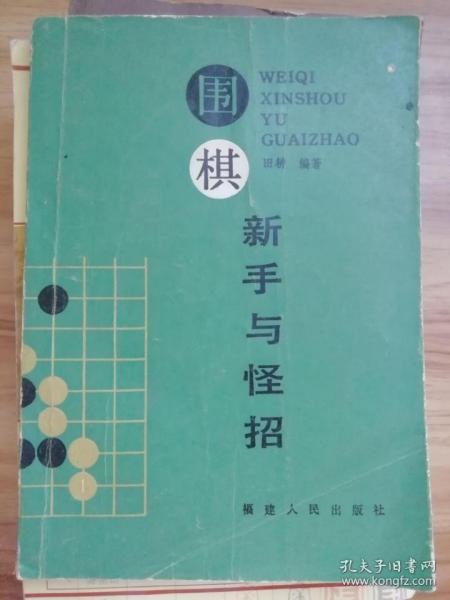 围棋
WEIQI
XINSHOU
YU
GUAIZHAO
田耕 编著
新手与怪招
福建人民出版社
孔夫子旧书网
www.kongfz.com